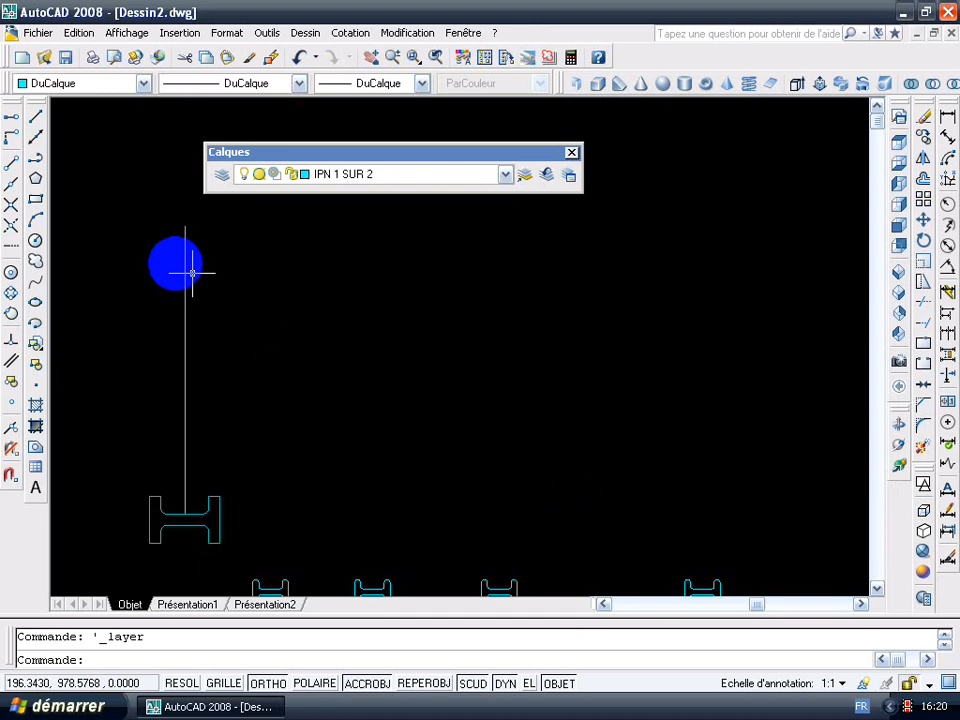 AutoCAD 2008 - [Dessin2.dwg]
Fichier Edition Affichage Insertion Format Outils Dessin Cotation Modification Fenêtre ? Tapez une question pour obtenir de l'aide.
DuCalque DuCalque DuCalque ParCouleur
Calques
IPN 1 SUR 2
Objet Présentation1 Présentation2
Commande: '_layer
Commande:
196.3430, 978.5768, 0.0000 RESOL GRILLE ORTHO POLAIRE ACCROBJ REPEROBJ SCUD DYN EL OBJET Echelle d'annotation: 1:1
démarrer AutoCAD 2008 - [Des... FR 16:20